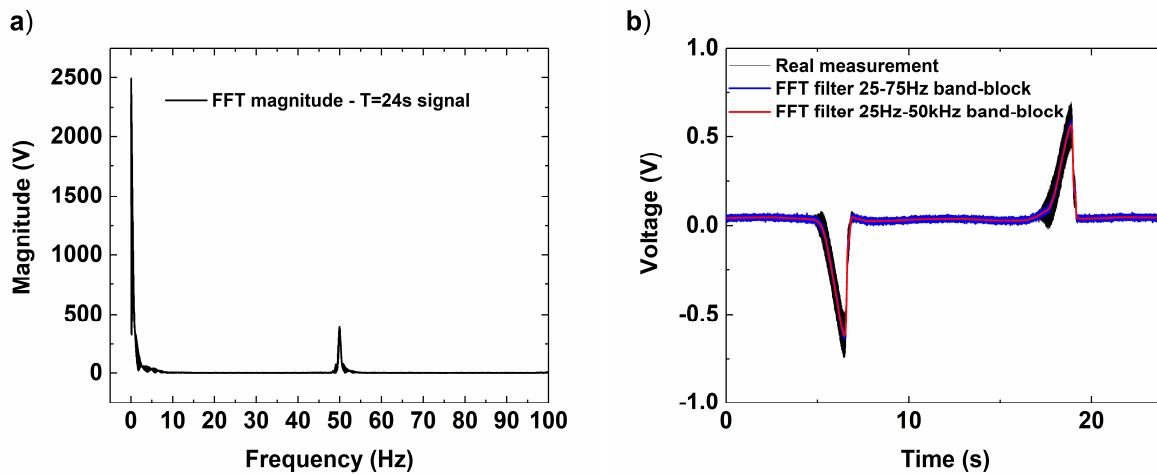 a)
2500
2000
1500
1000
500
0
Magnitude (V)
FFT magnitude - T=24s signal
0 10 20 30 40 50 60 70 80 90 100
Frequency (Hz)
b)
1.0
0.5
0.0
-0.5
-1.0
Voltage (V)
Real measurement
FFT filter 25-75Hz band-block
FFT filter 25Hz-50kHz band-block
0 10 20
Time (s)